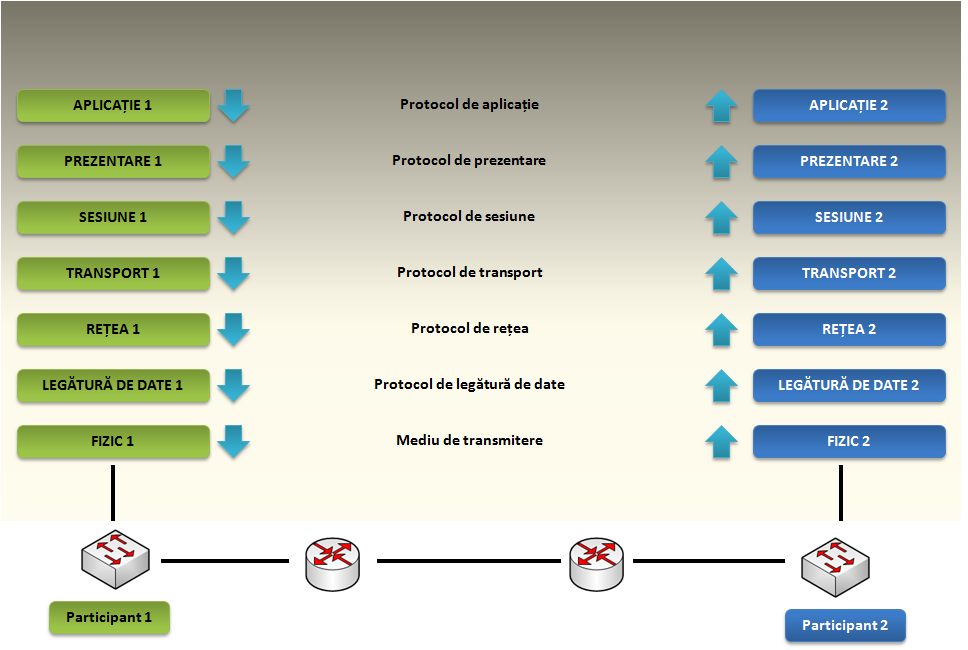 APLICAȚIE 1 Protocol de aplicație APLICAȚIE 2
PREZENTARE 1 Protocol de prezentare PREZENTARE 2
SESIUNE 1 Protocol de sesiune SESIUNE 2
TRANSPORT 1 Protocol de transport TRANSPORT 2
REȚEA 1 Protocol de rețea REȚEA 2
LEGĂTURĂ DE DATE 1 Protocol de legătură de date LEGĂTURĂ DE DATE 2
FIZIC 1 Mediu de transmitere FIZIC 2
Participant 1
Participant 2